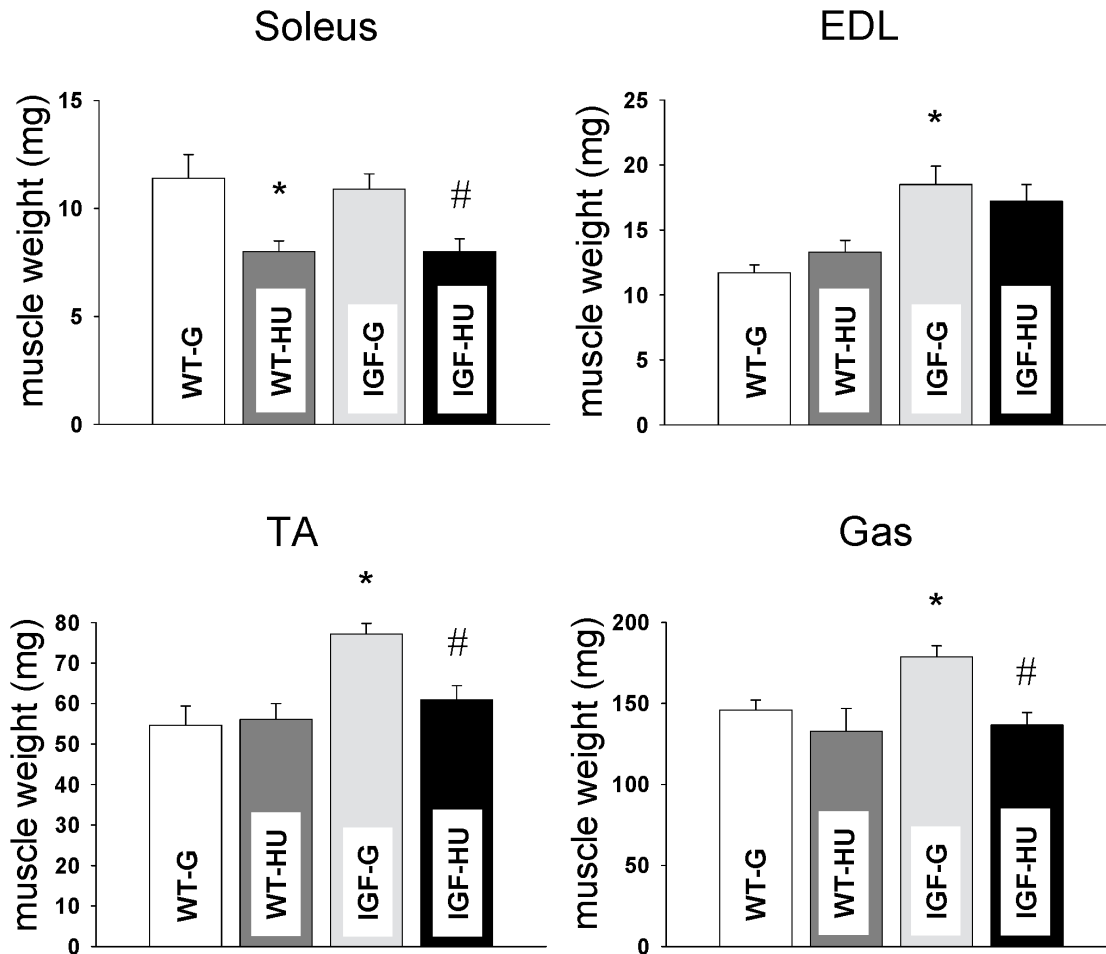 Soleus
muscle weight (mg)
15
10
5
0
*
#
WT-G
WT-HU
IGF-G
IGF-HU
EDL
muscle weight (mg)
25
20
15
10
5
0
*
WT-G
WT-HU
IGF-G
IGF-HU
TA
muscle weight (mg)
80
70
60
50
40
30
20
10
0
*
#
WT-G
WT-HU
IGF-G
IGF-HU
Gas
muscle weight (mg)
200
150
100
50
0
*
#
WT-G
WT-HU
IGF-G
IGF-HU